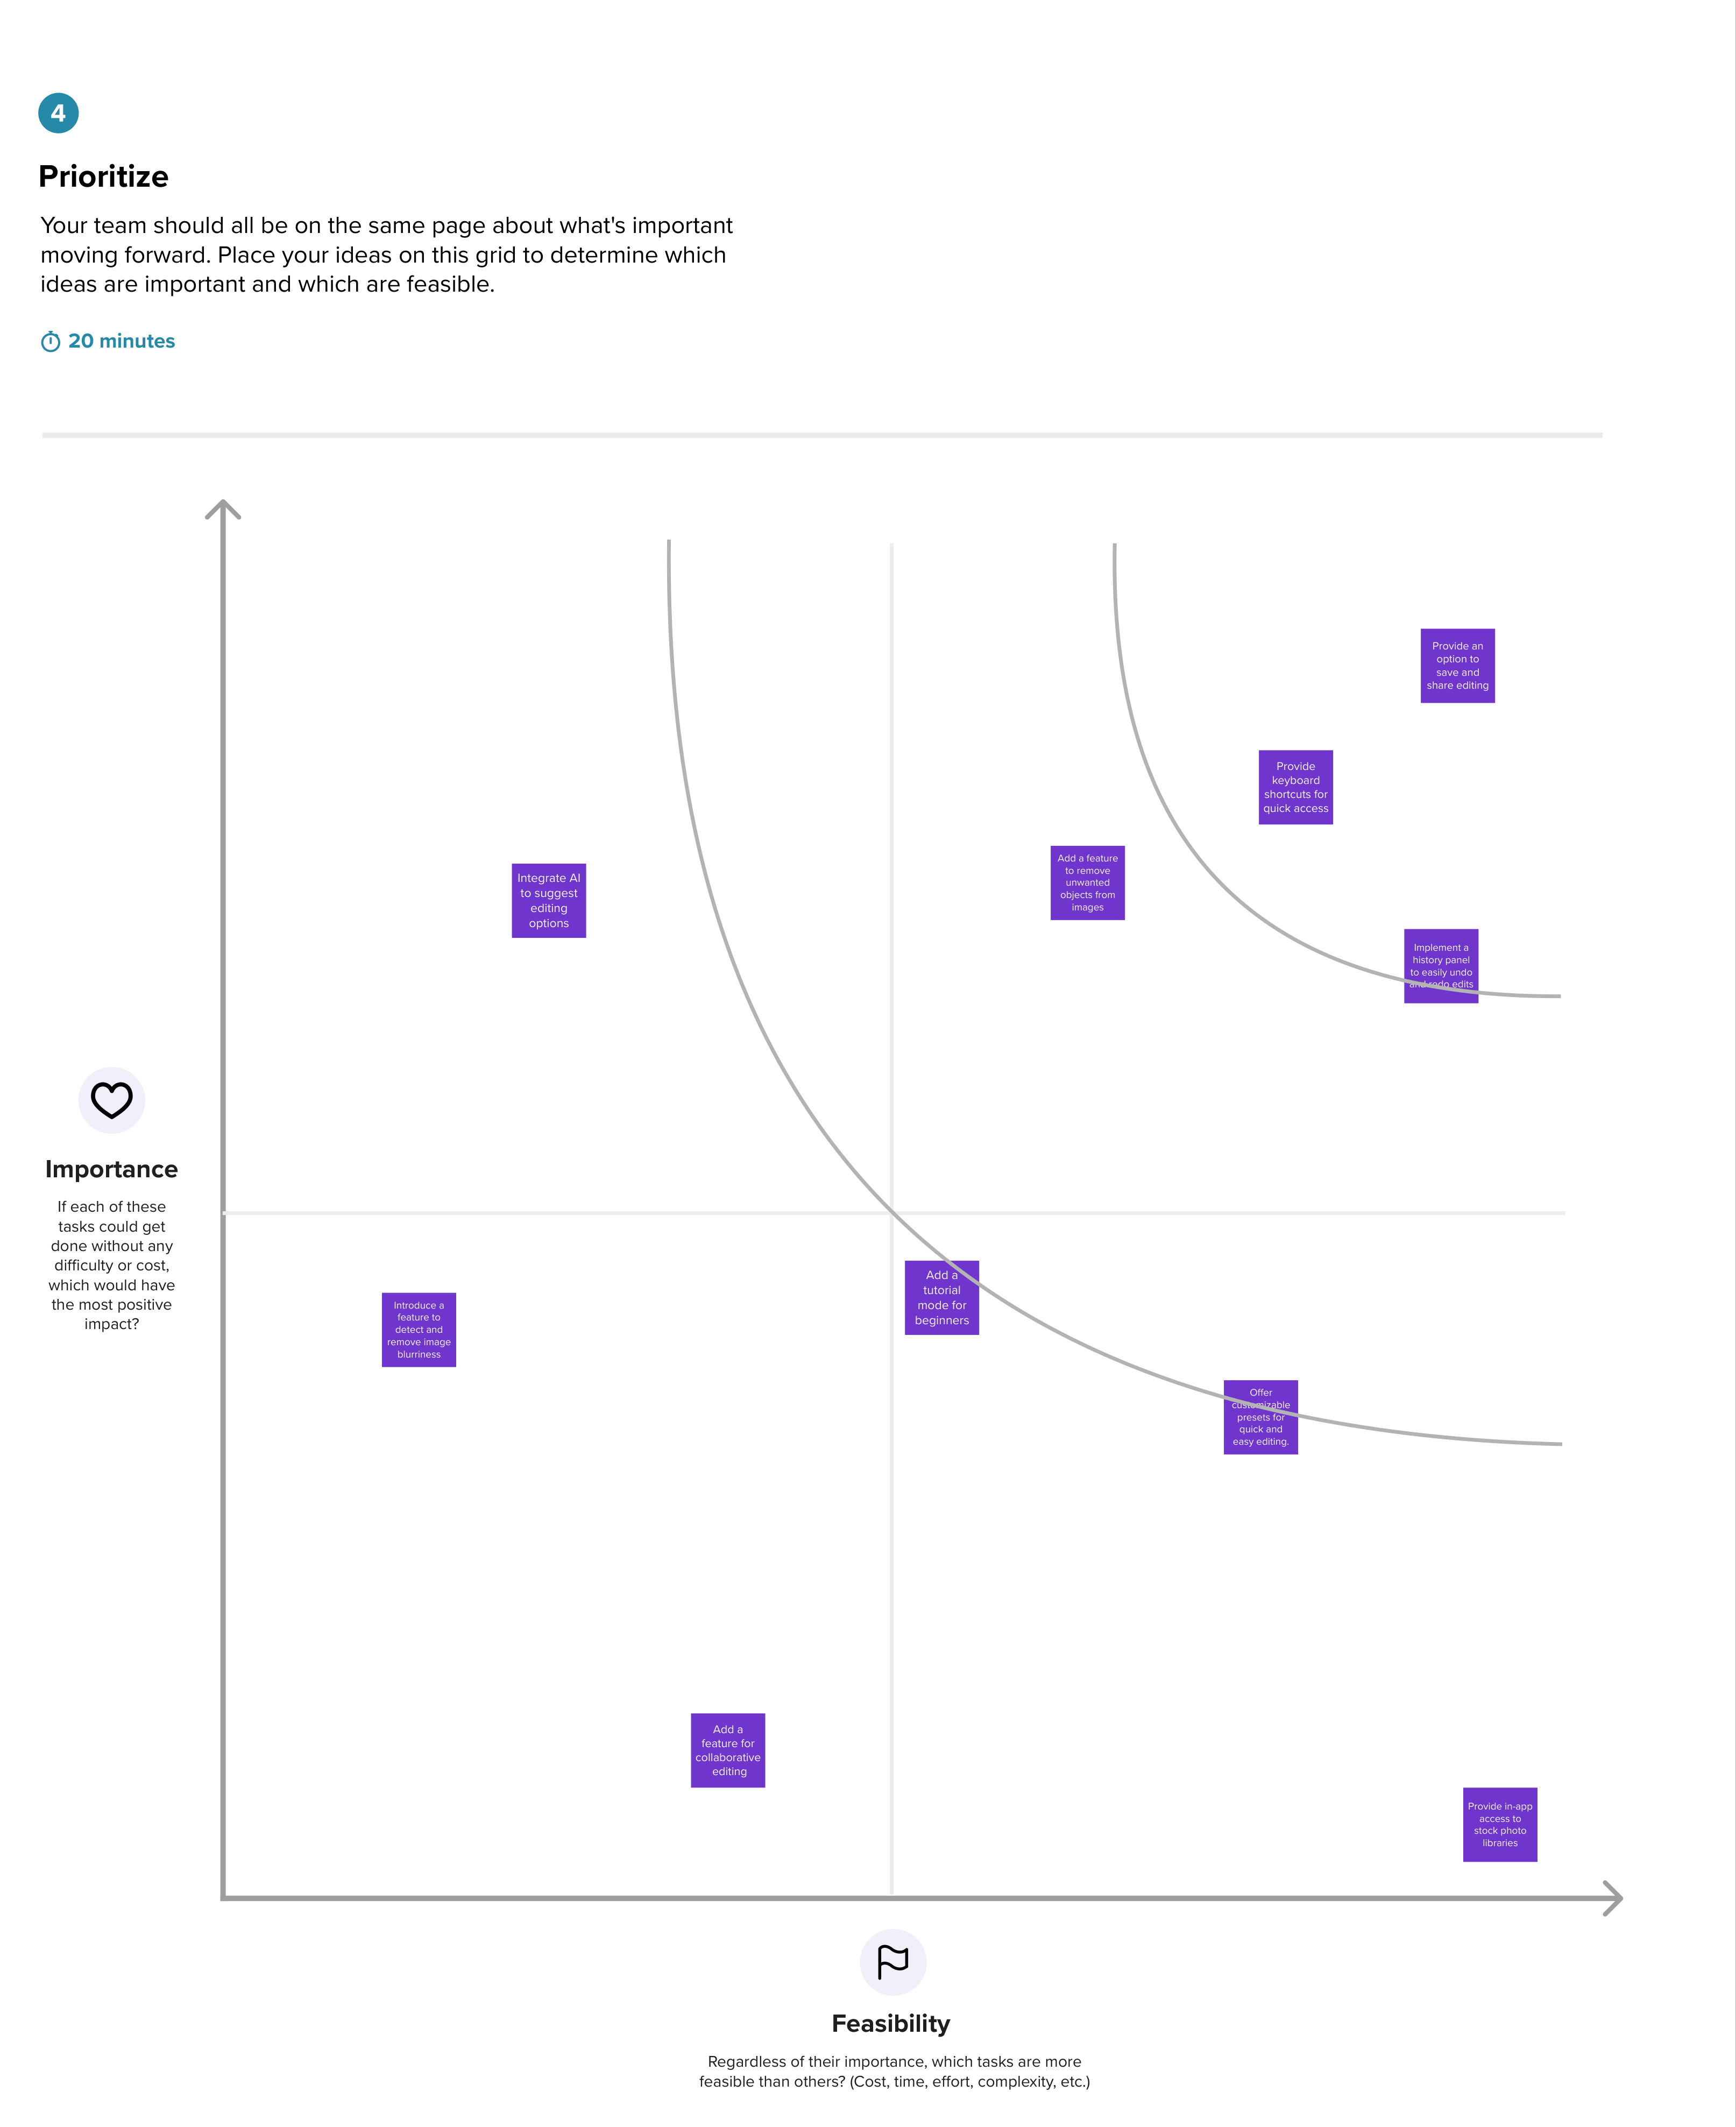 4
Prioritize
Your team should all be on the same page about what's important
moving forward. Place your ideas on this grid to determine which
ideas are important and which are feasible.
20 minutes
Provide an
option to
save and
share editing
Provide
keyboard
shortcuts for
quick access
Add a feature
to remove
unwanted
objects from
images
Integrate AI
to suggest
editing
options
Implement a
history panel
to easily undo
and redo edits
Importance
If each of these
tasks could get
done without any
difficulty or cost,
which would have
the most positive
impact?
Add a
tutorial
mode for
beginners
Introduce a
feature to
detect and
remove image
blurriness
Offer
customizable
presets for
quick and
easy editing.
Add a
feature for
collaborative
editing
Provide in-app
access to
stock photo
libraries
Feasibility
Regardless of their importance, which tasks are more
feasible than others? (Cost, time, effort, complexity, etc.)